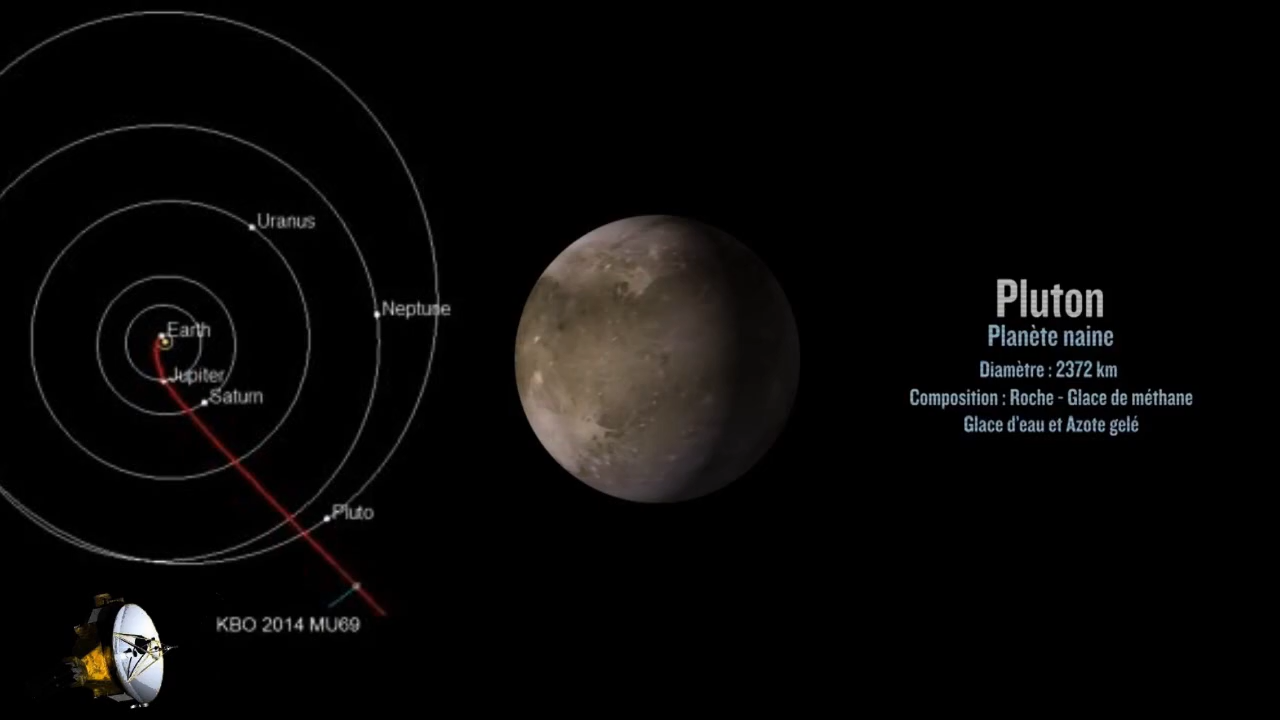 Uranus
Neptune
Earth
Jupiter
Saturn
Pluto
KBO 2014 MU69
Pluton
Planète naine
Diamètre : 2372 km
Composition : Roche - Glace de méthane
Glace d'eau et Azote gelé